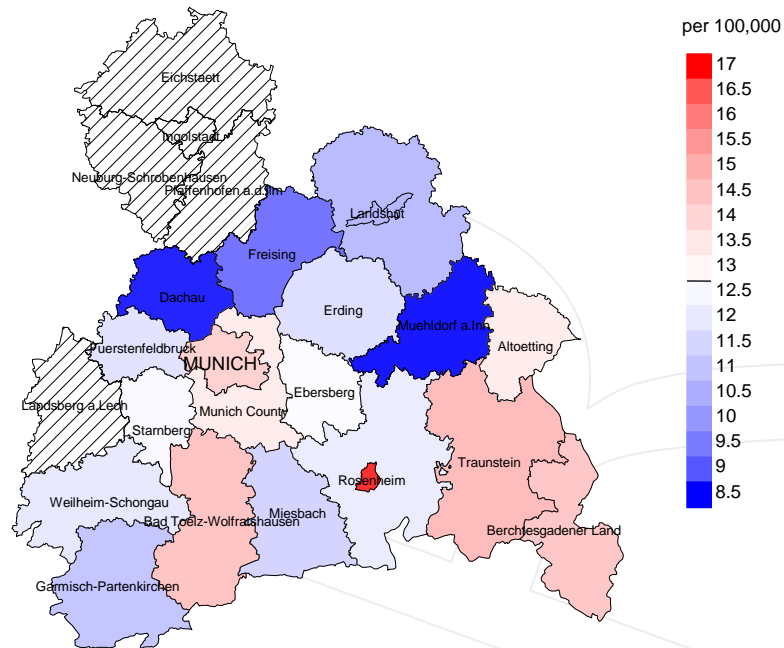 per 100,000
17
16
15.5
15
14.5
14
13.5
13
12.5
12
11.5
11
10.5
10
9.5
9
8.5
Eichstaett
Ingolstadt
Neuburg-Schrobenhausen
Pfaffenhofen a.d.Ilm
Landshut
Freising
Dachau
Erding
Muehldorf a.Inn
Fuerstenfeldbruck
Altoetting
MUNICH
Ebersberg
Landsberg a.Lech
Munich County
Starnberg
Traunstein
Rosenheim
Weilheim-Schongau
Miesbach
Bad Toelz-Wolfratshausen
Berchtesgadener Land
Garmisch-Partenkirchen